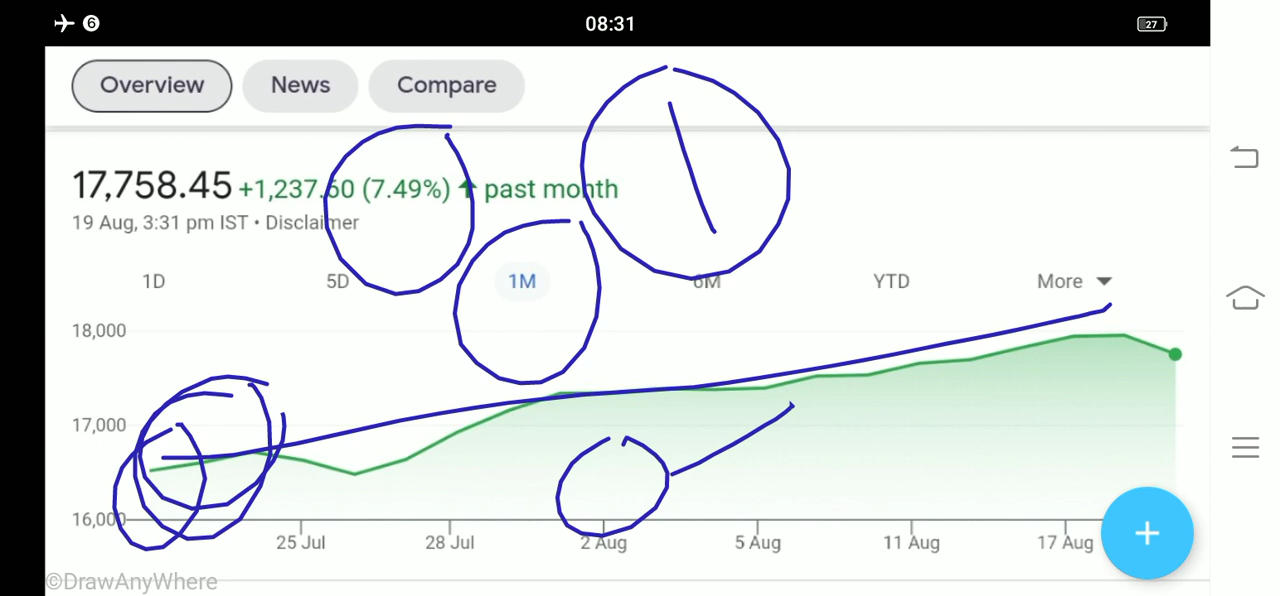 6 08:31 27
Overview News Compare
17,758.45 +1,237.60 (7.49%) ↑ past month
19 Aug, 3:31 pm IST • Disclaimer
1D 5D 1M 6M YTD More
18,000
17,000
16,000
25 Jul 28 Jul 2 Aug 5 Aug 11 Aug 17 Aug
+
©DrawAnyWhere